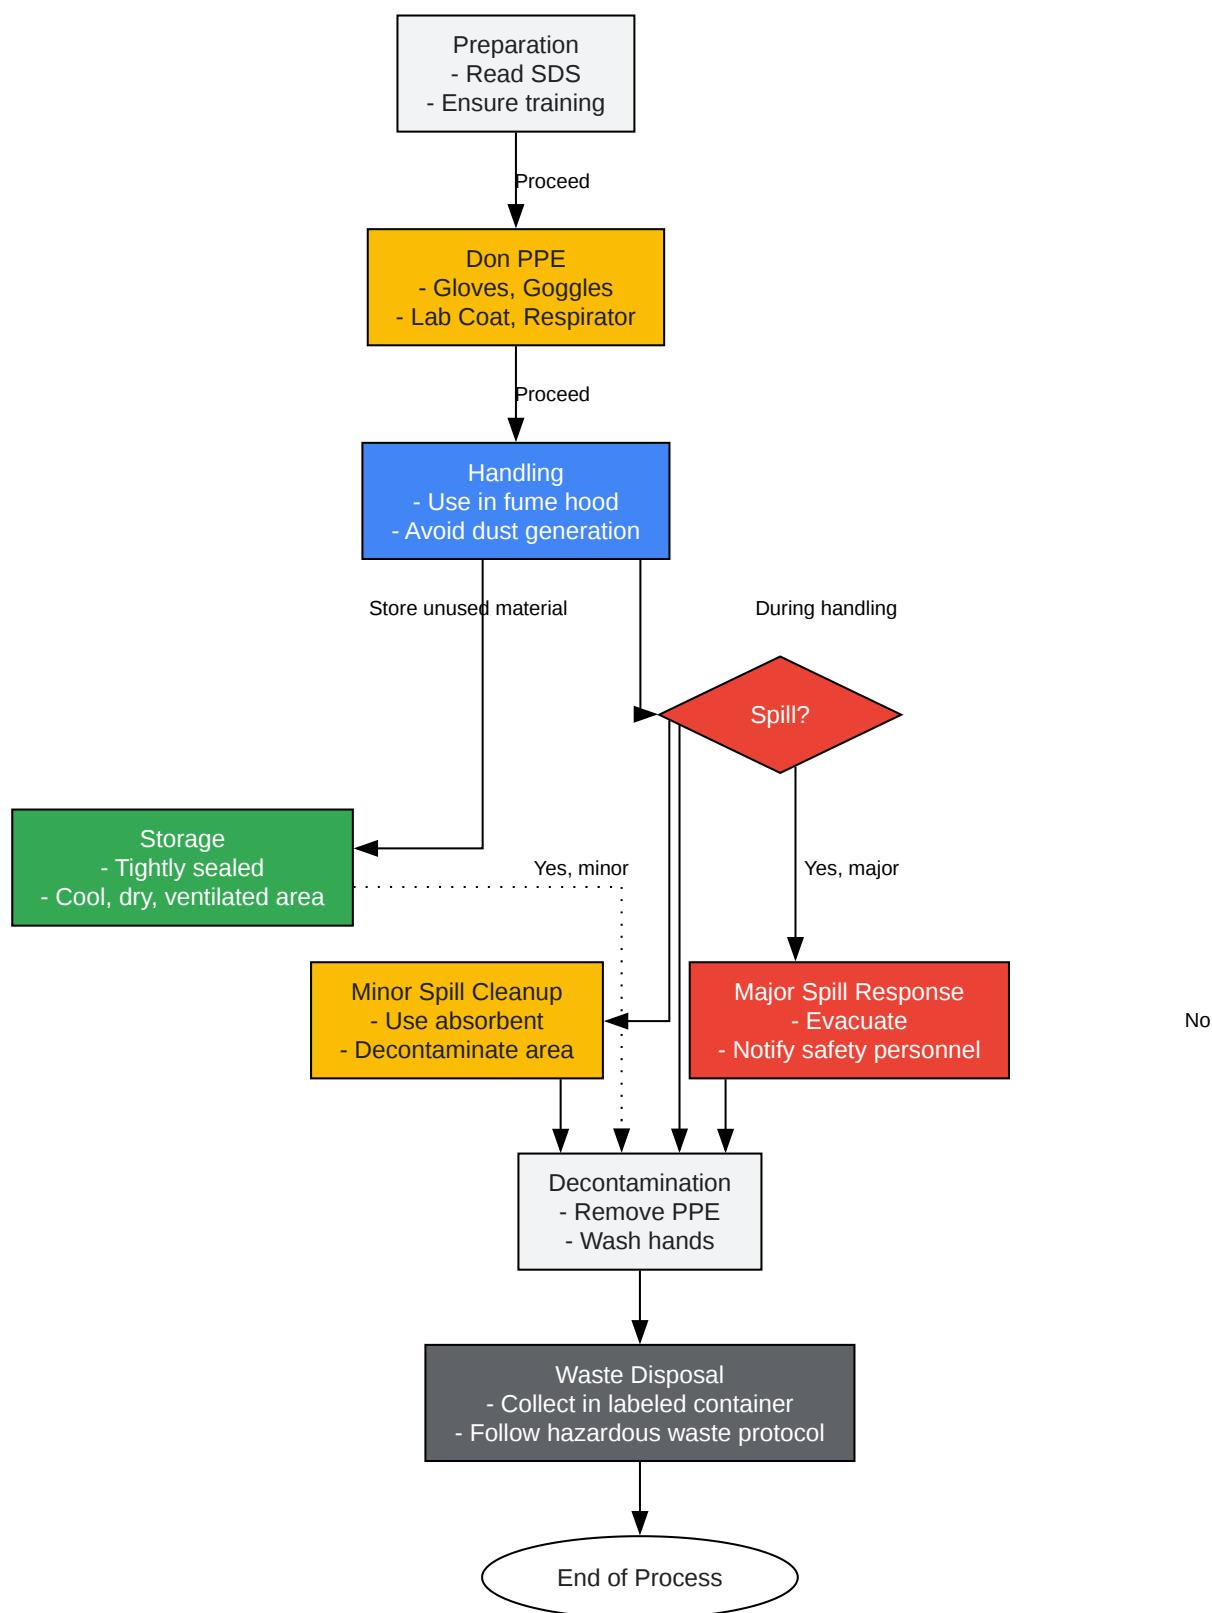 Preparation
- Read SDS
- Ensure training
Proceed
Don PPE
- Gloves, Goggles
- Lab Coat, Respirator
Proceed
Handling
- Use in fume hood
- Avoid dust generation
Store unused material
During handling
Spill?
Storage
- Tightly sealed
- Cool, dry, ventilated area
Yes, minor
Yes, major
Minor Spill Cleanup
- Use absorbent
- Decontaminate area
Major Spill Response
- Evacuate
- Notify safety personnel
No
Decontamination
- Remove PPE
- Wash hands
Waste Disposal
- Collect in labeled container
- Follow hazardous waste protocol
End of Process